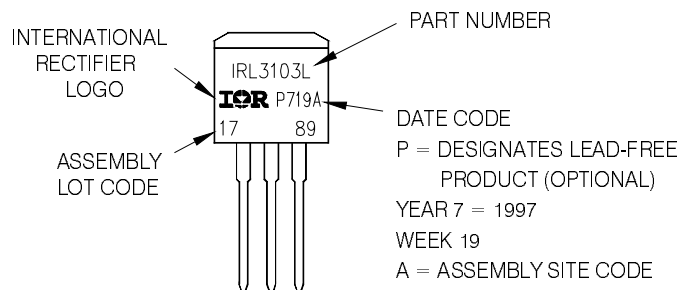 INTERNATIONAL
RECTIFIER
LOGO
ASSEMBLY
LOT CODE
PART NUMBER
IRL3103L
IOR P719A
17 89
DATE CODE
P = DESIGNATES LEAD-FREE
PRODUCT (OPTIONAL)
YEAR 7 = 1997
WEEK 19
A = ASSEMBLY SITE CODE